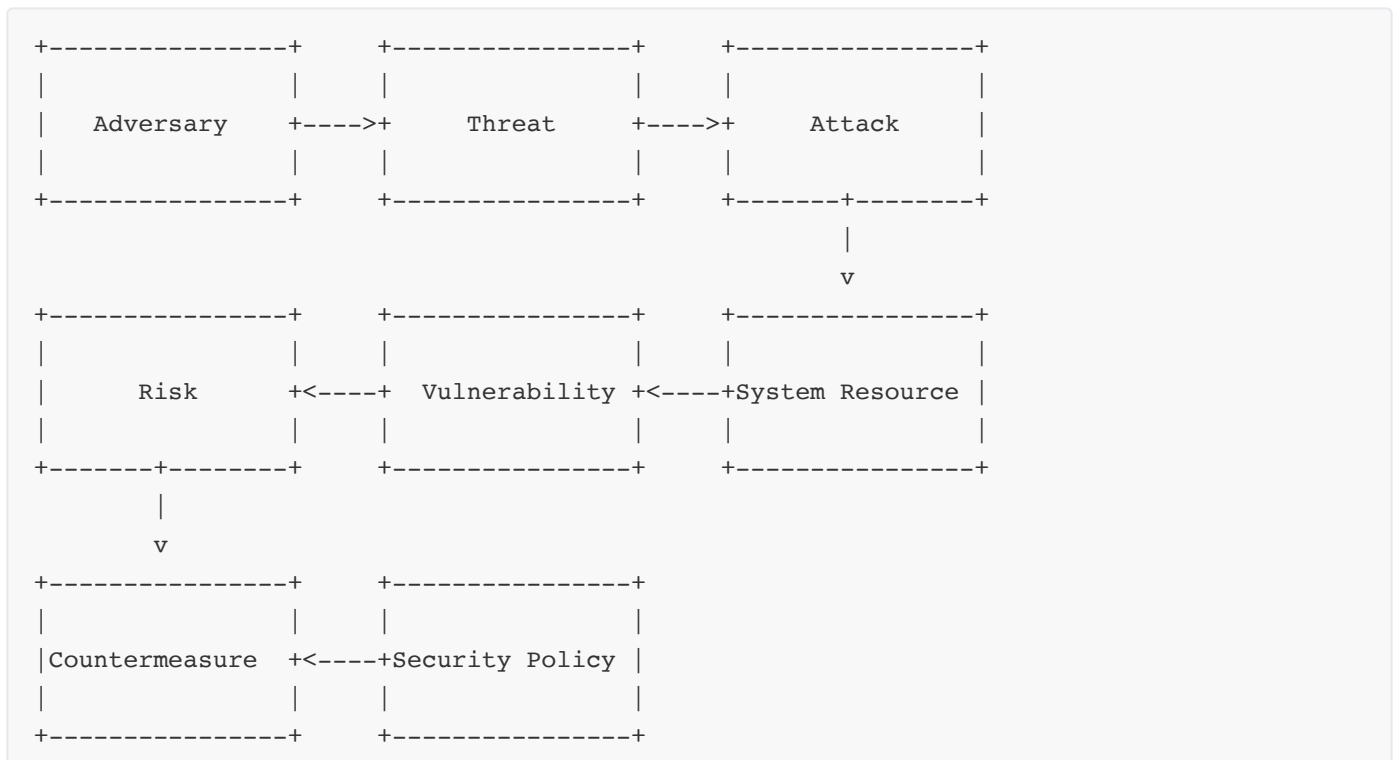 +----------------+     +----------------+     +----------------+
|                |     |                |     |                |
|   Adversary    +---->+     Threat     +---->+     Attack     |
|                |     |                |     |                |
+----------------+     +----------------+     +-------+--------+
                                                      |
                                                      v
+----------------+     +----------------+     +----------------+
|                |     |                |     |                |
|      Risk      +<----+  Vulnerability +<----+System Resource |
|                |     |                |     |                |
+-------+--------+     +----------------+     +----------------+
        |
        v
+----------------+     +----------------+
|                |     |                |
|Countermeasure  +<----+Security Policy |
|                |     |                |
+----------------+     +----------------+